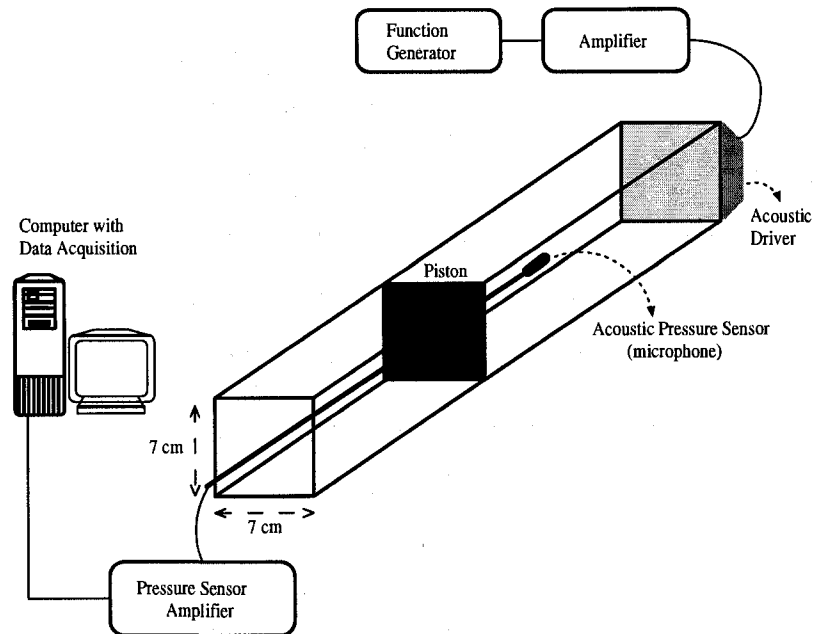 Function
Generator
Amplifier
Computer with
Data Acquisition
Acoustic
Driver
Piston
Acoustic Pressure Sensor
(microphone)
7 cm
7 cm
Pressure Sensor
Amplifier